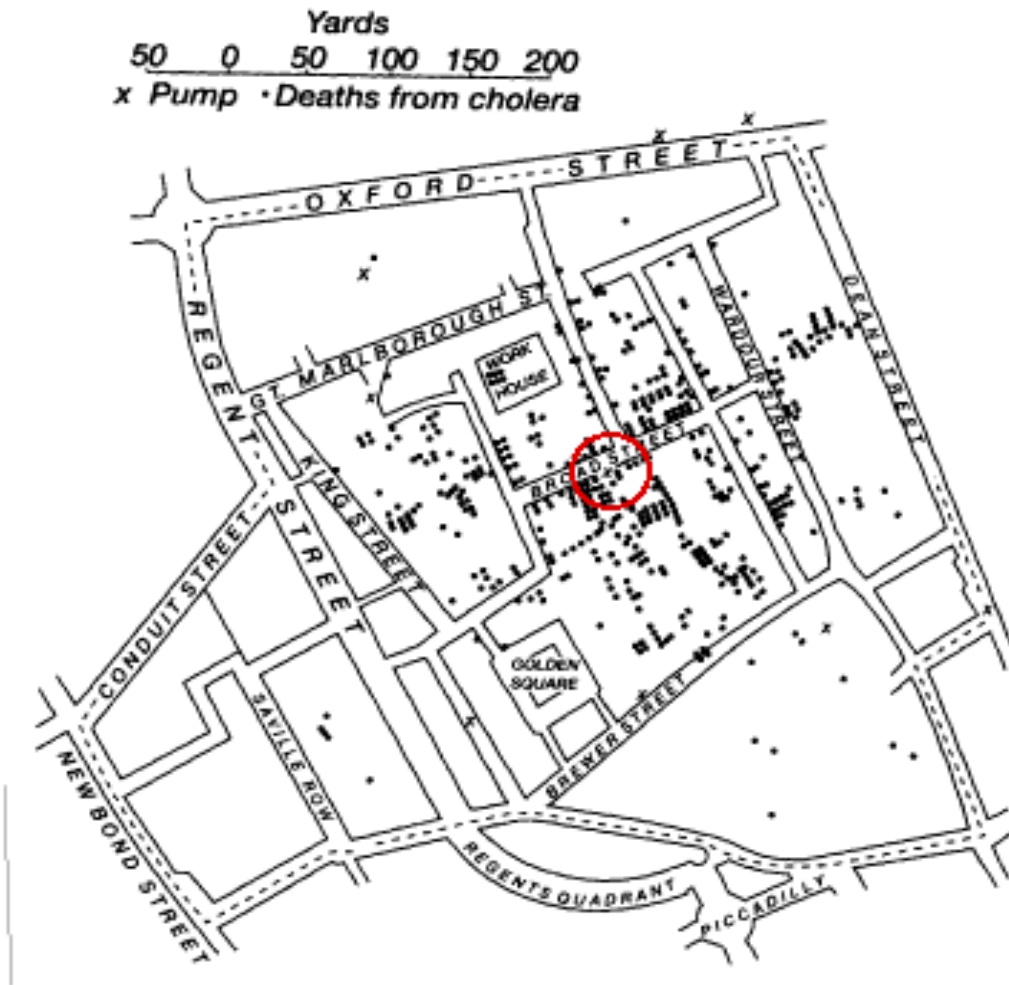 Yards
50 0 50 100 150 200
x Pump • Deaths from cholera
OXFORD STREET
REGENT STREET
GT. MARLBOROUGH ST.
WORK
HOUSE
WARDOUR STREET
DEAN STREET
BROAD STREET
KING STREET
CONDUIT STREET
GOLDEN
SQUARE
SAVILLE ROW
BREWER STREET
NEW BOND STREET
REGENTS QUADRANT
PICCADILLY